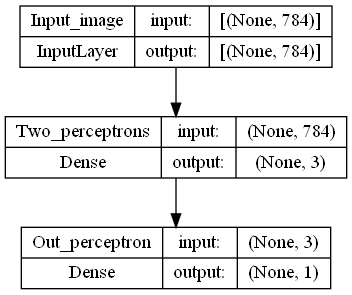 Input_image input: [(None, 784)]
InputLayer output: [(None, 784)]
Two_perceptrons input: (None, 784)
Dense output: (None, 3)
Out_perceptron input: (None, 3)
Dense output: (None, 1)